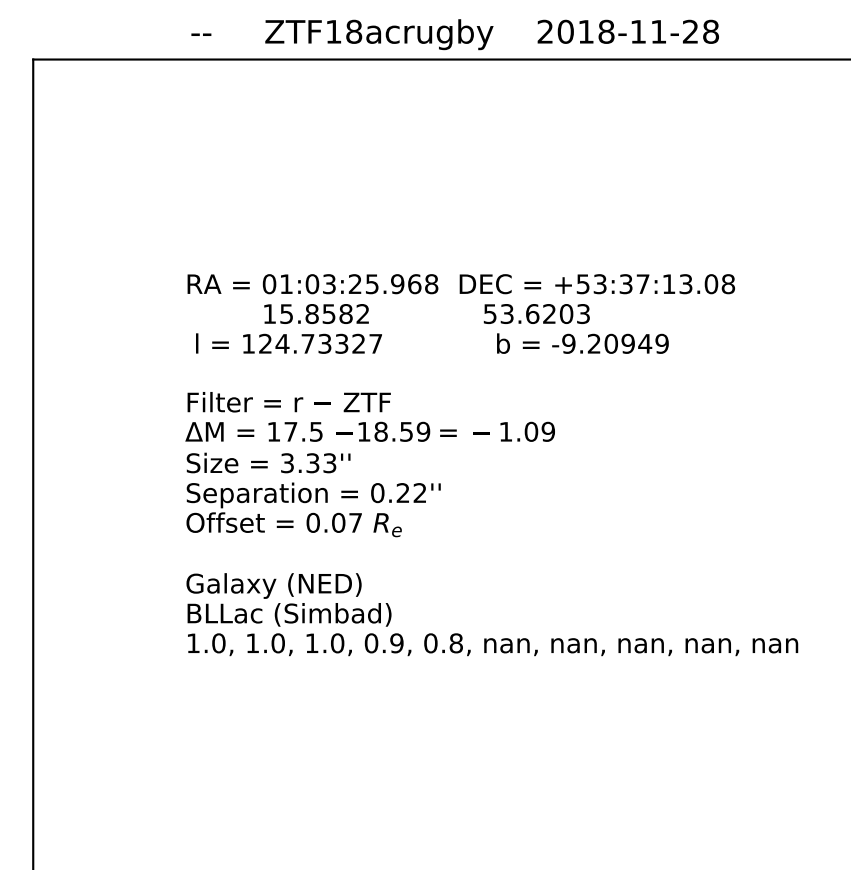 -- ZTF18acrugby 2018-11-28
RA = 01:03:25.968 DEC = +53:37:13.08
15.8582 53.6203
l = 124.73327 b = -9.20949
Filter = r − ZTF
ΔM = 17.5 −18.59 = − 1.09
Size = 3.33''
Separation = 0.22''
Offset = 0.07 Re
Galaxy (NED)
BLLac (Simbad)
1.0, 1.0, 1.0, 0.9, 0.8, nan, nan, nan, nan, nan